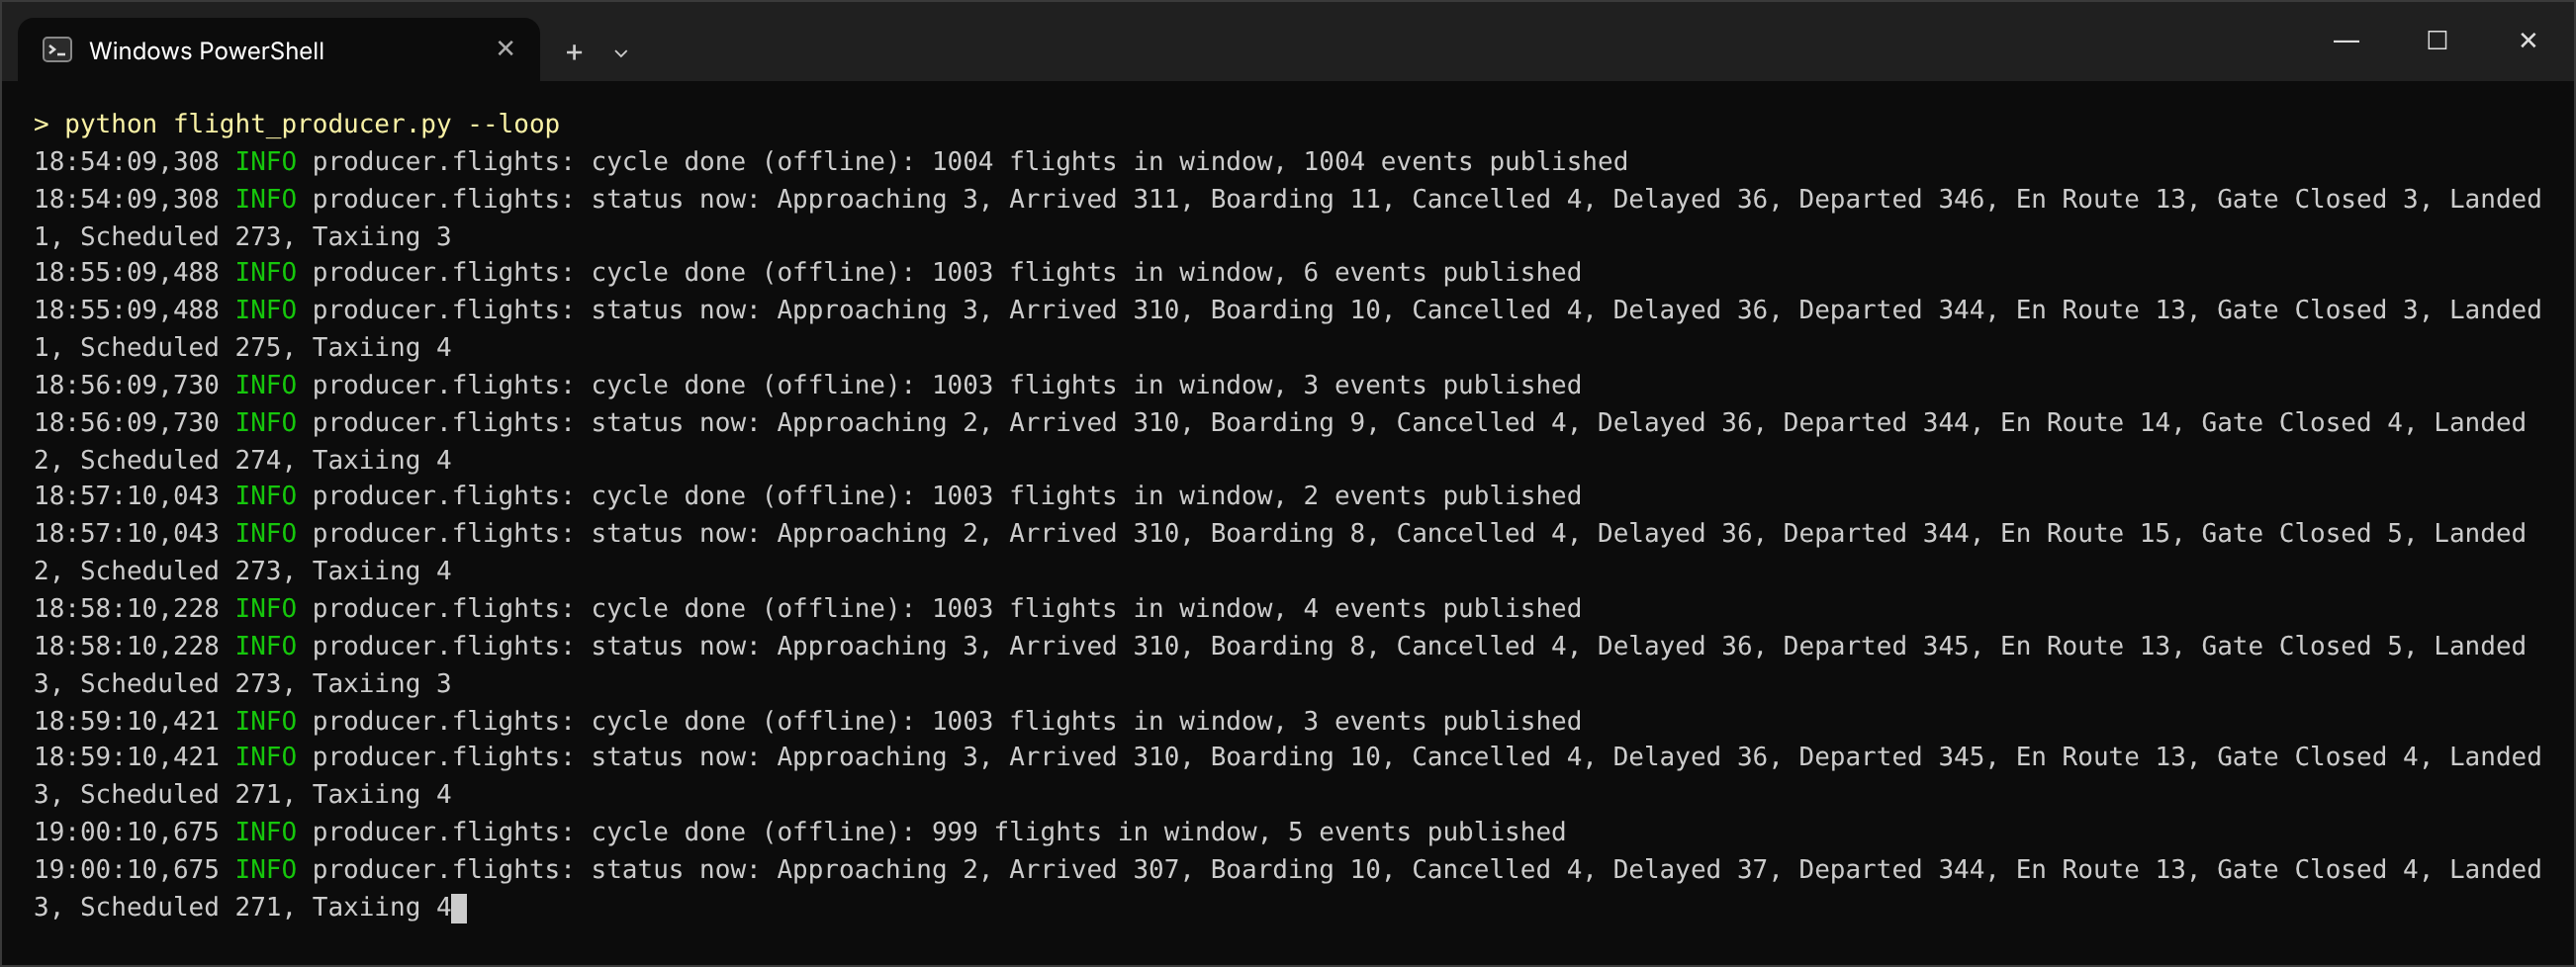 Windows PowerShell
> python flight_producer.py --loop
18:54:09,308 INFO producer.flights: cycle done (offline): 1004 flights in window, 1004 events published
18:54:09,308 INFO producer.flights: status now: Approaching 3, Arrived 311, Boarding 11, Cancelled 4, Delayed 36, Departed 346, En Route 13, Gate Closed 3, Landed
1, Scheduled 273, Taxiing 3
18:55:09,488 INFO producer.flights: cycle done (offline): 1003 flights in window, 6 events published
18:55:09,488 INFO producer.flights: status now: Approaching 3, Arrived 310, Boarding 10, Cancelled 4, Delayed 36, Departed 344, En Route 13, Gate Closed 3, Landed
1, Scheduled 275, Taxiing 4
18:56:09,730 INFO producer.flights: cycle done (offline): 1003 flights in window, 3 events published
18:56:09,730 INFO producer.flights: status now: Approaching 2, Arrived 310, Boarding 9, Cancelled 4, Delayed 36, Departed 344, En Route 14, Gate Closed 4, Landed
2, Scheduled 274, Taxiing 4
18:57:10,043 INFO producer.flights: cycle done (offline): 1003 flights in window, 2 events published
18:57:10,043 INFO producer.flights: status now: Approaching 2, Arrived 310, Boarding 8, Cancelled 4, Delayed 36, Departed 344, En Route 15, Gate Closed 5, Landed
2, Scheduled 273, Taxiing 4
18:58:10,228 INFO producer.flights: cycle done (offline): 1003 flights in window, 4 events published
18:58:10,228 INFO producer.flights: status now: Approaching 3, Arrived 310, Boarding 8, Cancelled 4, Delayed 36, Departed 345, En Route 13, Gate Closed 5, Landed
3, Scheduled 273, Taxiing 3
18:59:10,421 INFO producer.flights: cycle done (offline): 1003 flights in window, 3 events published
18:59:10,421 INFO producer.flights: status now: Approaching 3, Arrived 310, Boarding 10, Cancelled 4, Delayed 36, Departed 345, En Route 13, Gate Closed 4, Landed
3, Scheduled 271, Taxiing 4
19:00:10,675 INFO producer.flights: cycle done (offline): 999 flights in window, 5 events published
19:00:10,675 INFO producer.flights: status now: Approaching 2, Arrived 307, Boarding 10, Cancelled 4, Delayed 37, Departed 344, En Route 13, Gate Closed 4, Landed
3, Scheduled 271, Taxiing 4